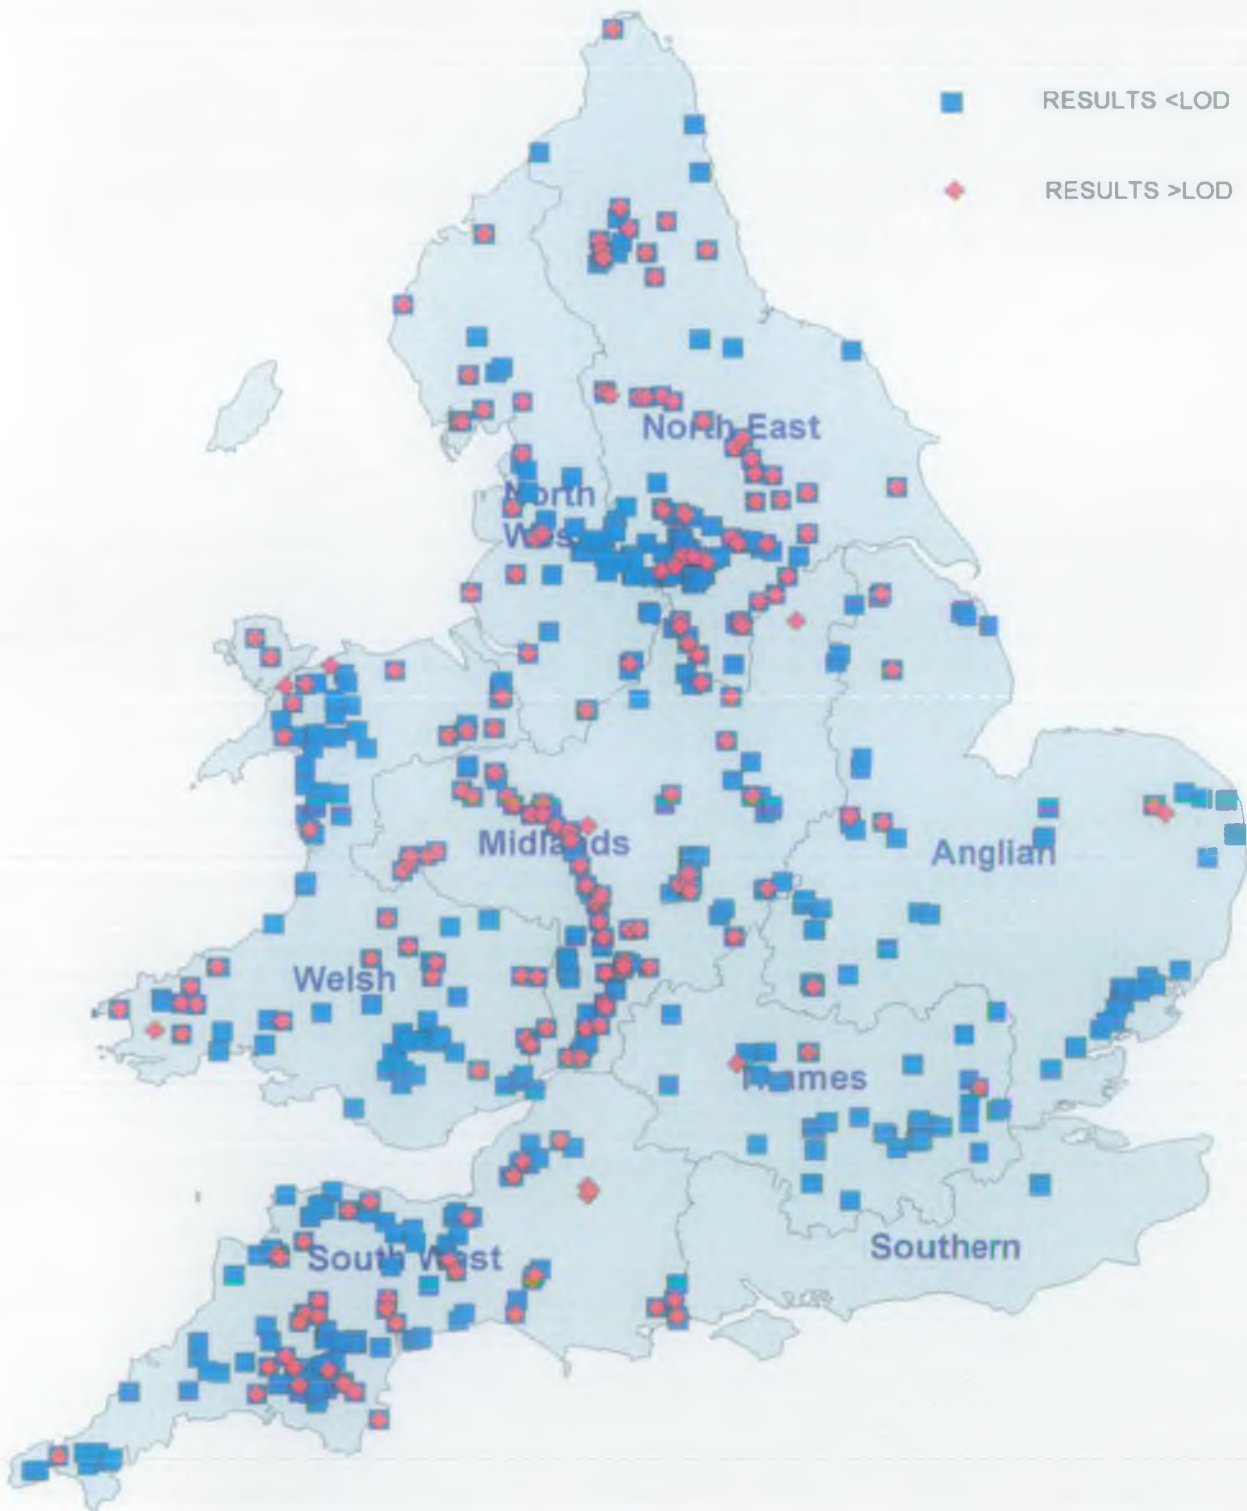 RESULTS <LOD
RESULTS >LOD
North East
North
West
Midlands
Anglian
Welsh
Thames
South West
Southern